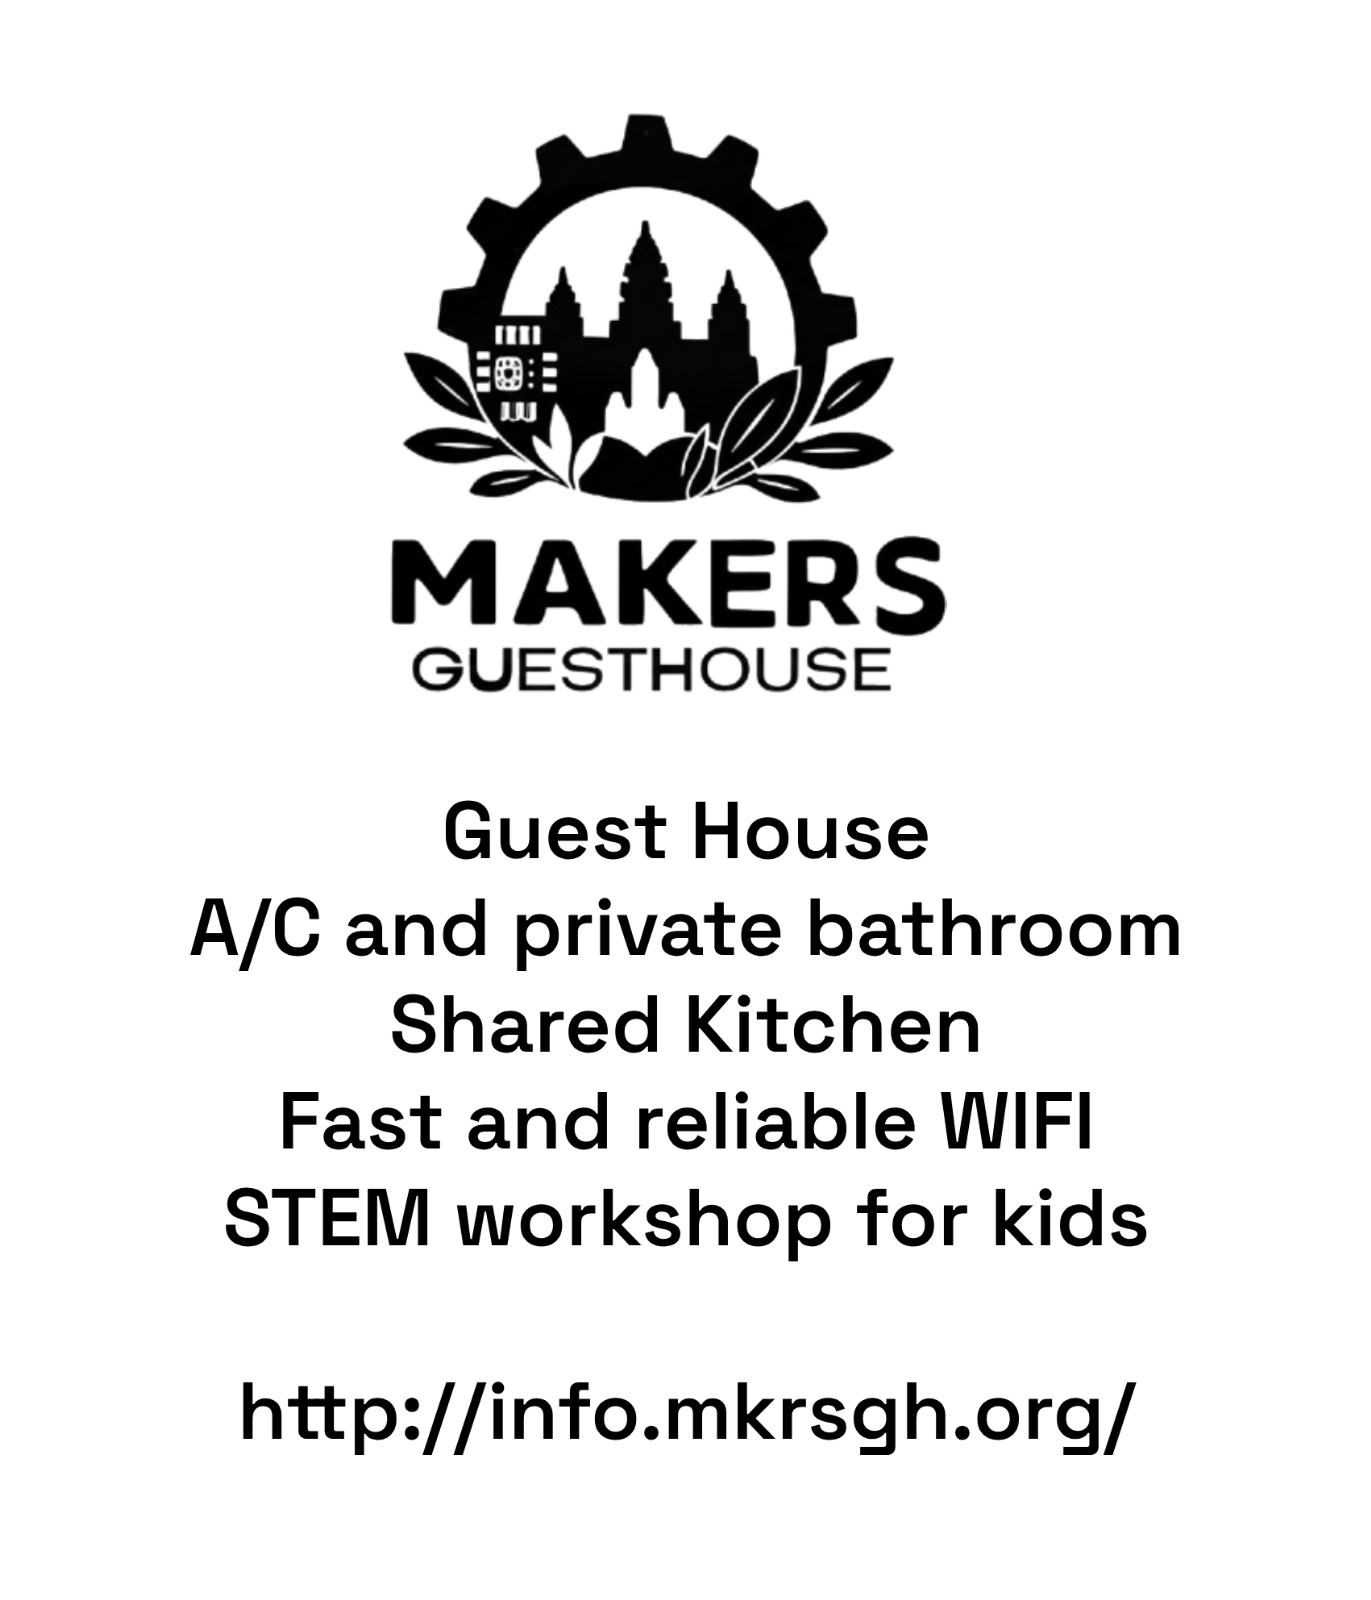 MAKERS
GUESTHOUSE
Guest House
A/C and private bathroom
Shared Kitchen
Fast and reliable WIFI
STEM workshop for kids
http://info.mkrsgh.org/